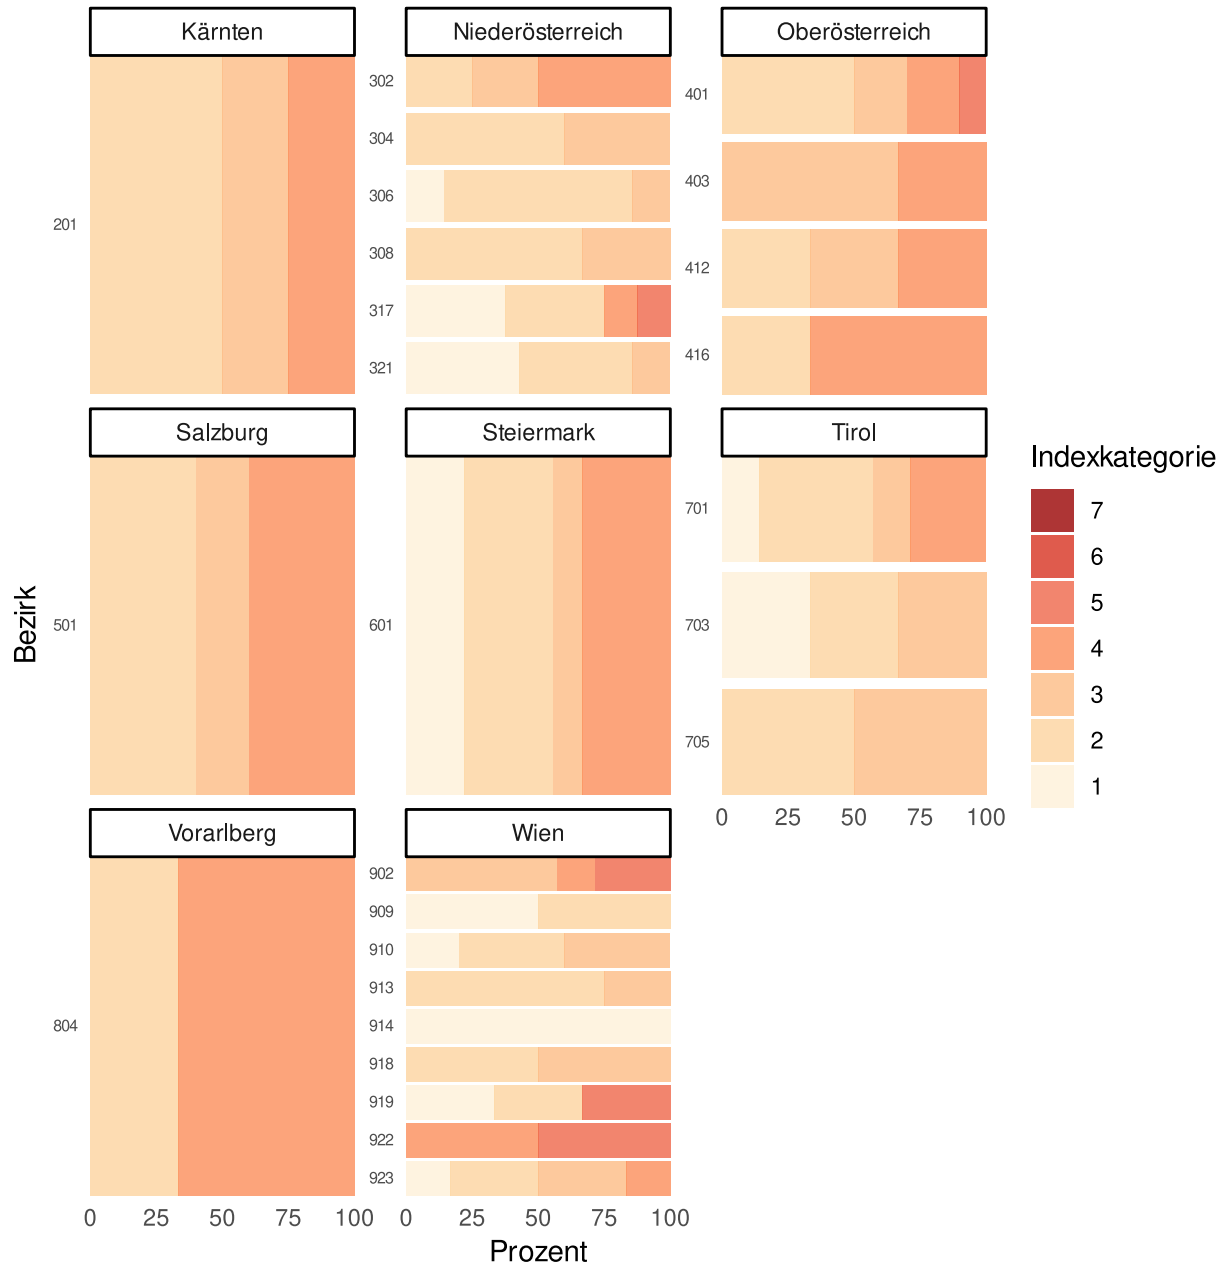 Kärnten
Niederösterreich
Oberösterreich
201
302
304
306
308
317
321
401
403
412
416
Salzburg
Steiermark
Tirol
501
601
701
703
705
0 25 50 75 100
Vorarlberg
Wien
804
902
909
910
913
914
918
919
922
923
0 25 50 75 100
0 25 50 75 100
Bezirk
Prozent
Indexkategorie
7
6
5
4
3
2
1